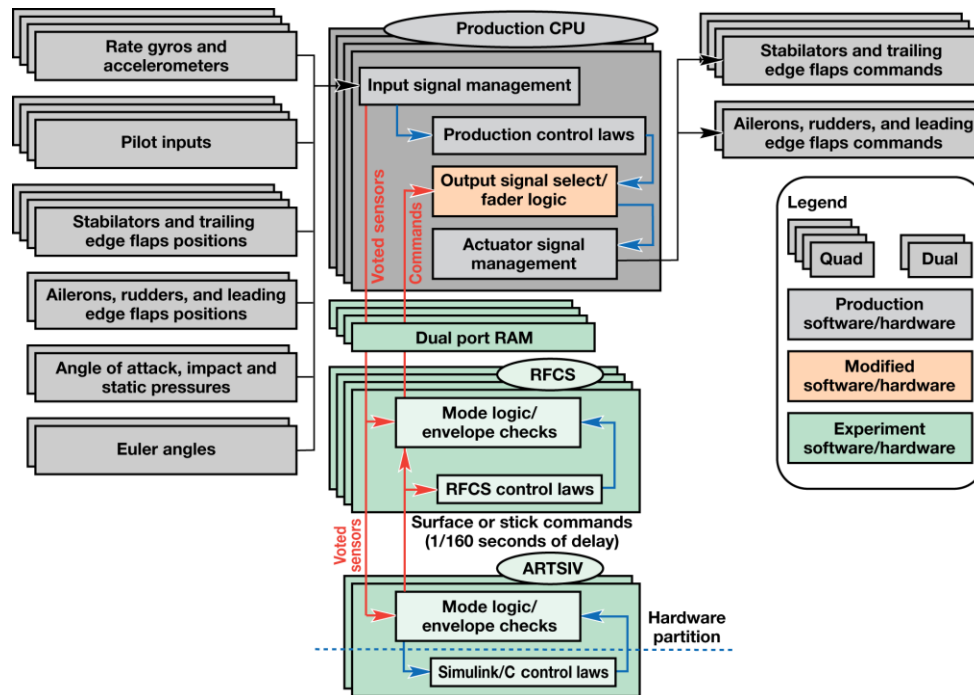 Rate gyros and
accelerometers
Pilot inputs
Stabilators and trailing
edge flaps positions
Ailerons, rudders, and leading
edge flaps positions
Angle of attack, impact and
static pressures
Euler angles
Production CPU
Input signal management
Production control laws
Output signal select/
fader logic
Actuator signal
management
Voted sensors
Commands
Dual port RAM
RFCS
Mode logic/
envelope checks
RFCS control laws
Surface or stick commands
(1/160 seconds of delay)
Voted
sensors
ARTSIV
Mode logic/
envelope checks
Simulink/C control laws
Hardware
partition
Stabilators and trailing
edge flaps commands
Ailerons, rudders, and leading
edge flaps commands
Legend
Quad
Dual
Production
software/hardware
Modified
software/hardware
Experiment
software/hardware